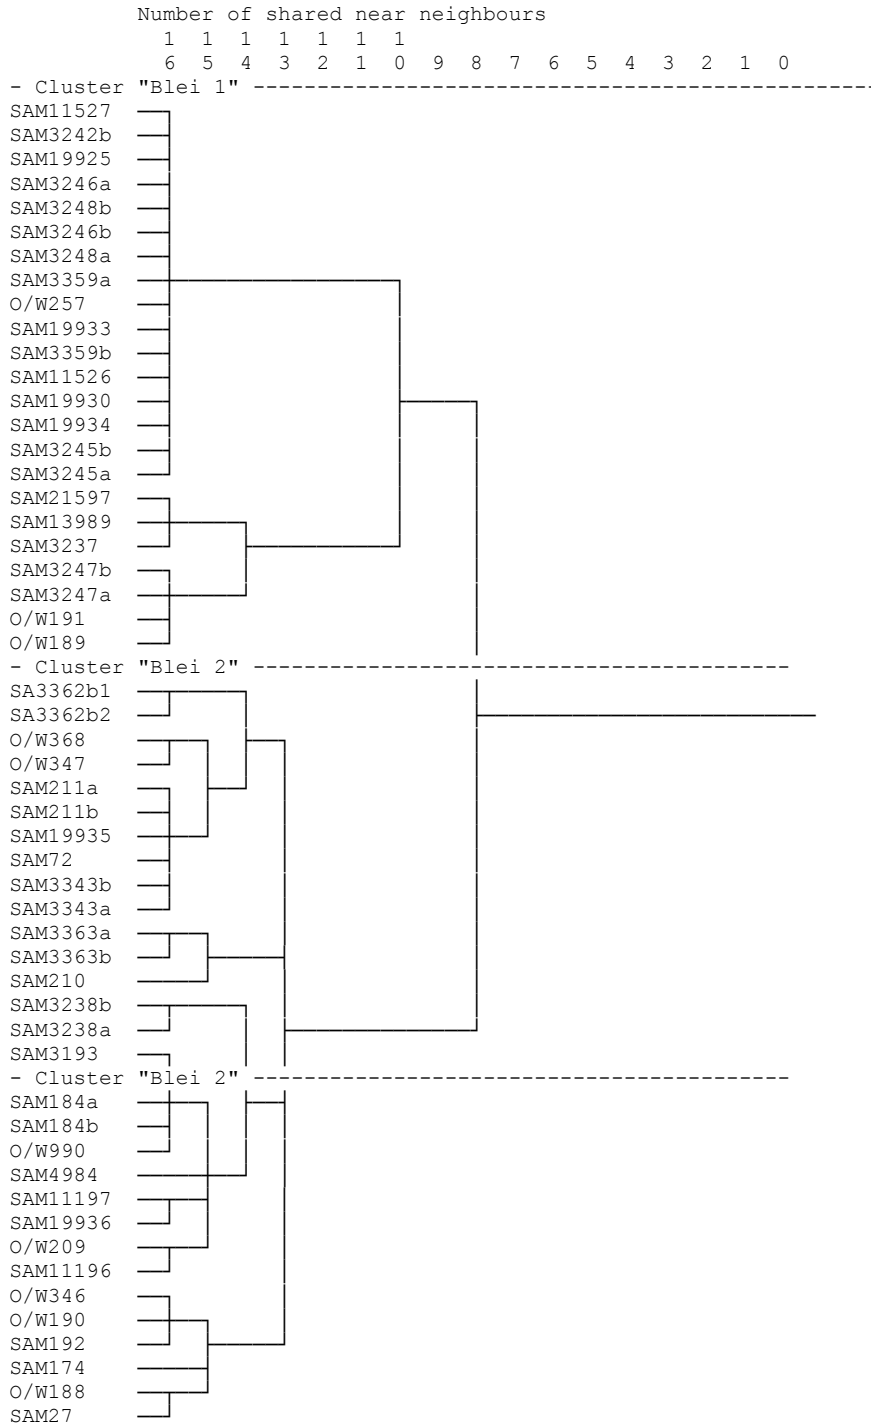 Number of shared near neighbours
1 1 1 1 1 1 1
6 5 4 3 2 1 0 9 8 7 6 5 4 3 2 1 0
- Cluster "Blei 1" ------------------------------------------------
SAM11527
SAM3242b
SAM19925
SAM3246a
SAM3248b
SAM3246b
SAM3248a
SAM3359a
O/W257
SAM19933
SAM3359b
SAM11526
SAM19930
SAM19934
SAM3245b
SAM3245a
SAM21597
SAM13989
SAM3237
SAM3247b
SAM3247a
O/W191
O/W189
- Cluster "Blei 2" ------------------------------------------
SA3362b1
SA3362b2
O/W368
O/W347
SAM211a
SAM211b
SAM19935
SAM72
SAM3343b
SAM3343a
SAM3363a
SAM3363b
SAM210
SAM3238b
SAM3238a
SAM3193
- Cluster "Blei 2" ------------------------------------------
SAM184a
SAM184b
O/W990
SAM4984
SAM11197
SAM19936
O/W209
SAM11196
O/W346
O/W190
SAM192
SAM174
O/W188
SAM27